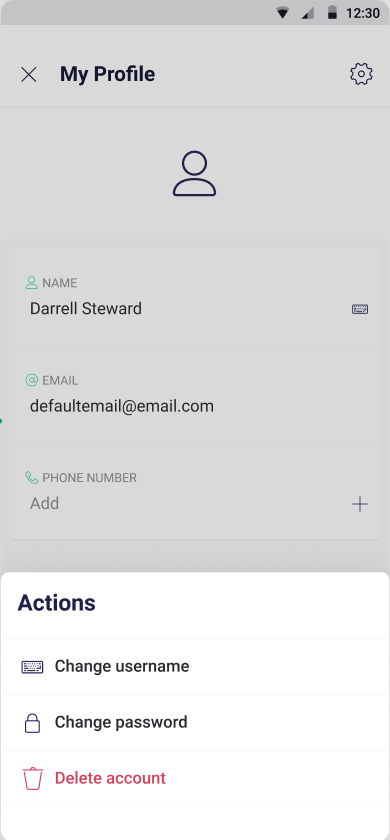 12:30
My Profile
NAME
Darrell Steward
EMAIL
defaultemail@email.com
PHONE NUMBER
Add
Actions
Change username
Change password
Delete account